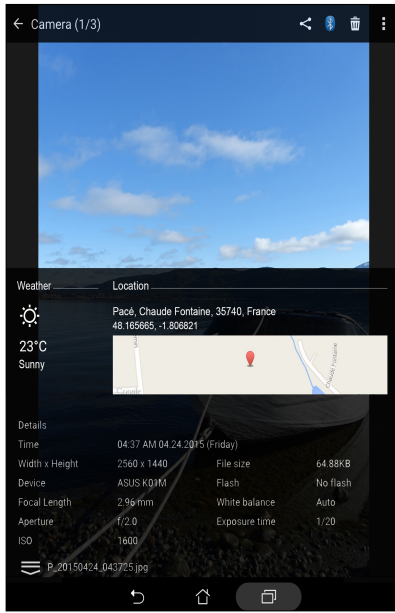 Camera (1/3)
Weather
Location
Pacé, Chaude Fontaine, 35740, France
48.165665, -1.806821
23°C
Sunny
Chaude Fontaine
Details
Time 04:37 AM 04.24.2015 (Friday)
Width x Height 2560 x 1440 File size 64.88KB
Device ASUS K01M Flash No flash
Focal Length 2.96 mm White balance Auto
Aperture f/2.0 Exposure time 1/20
ISO 1600
P_20150424_043725.jpg